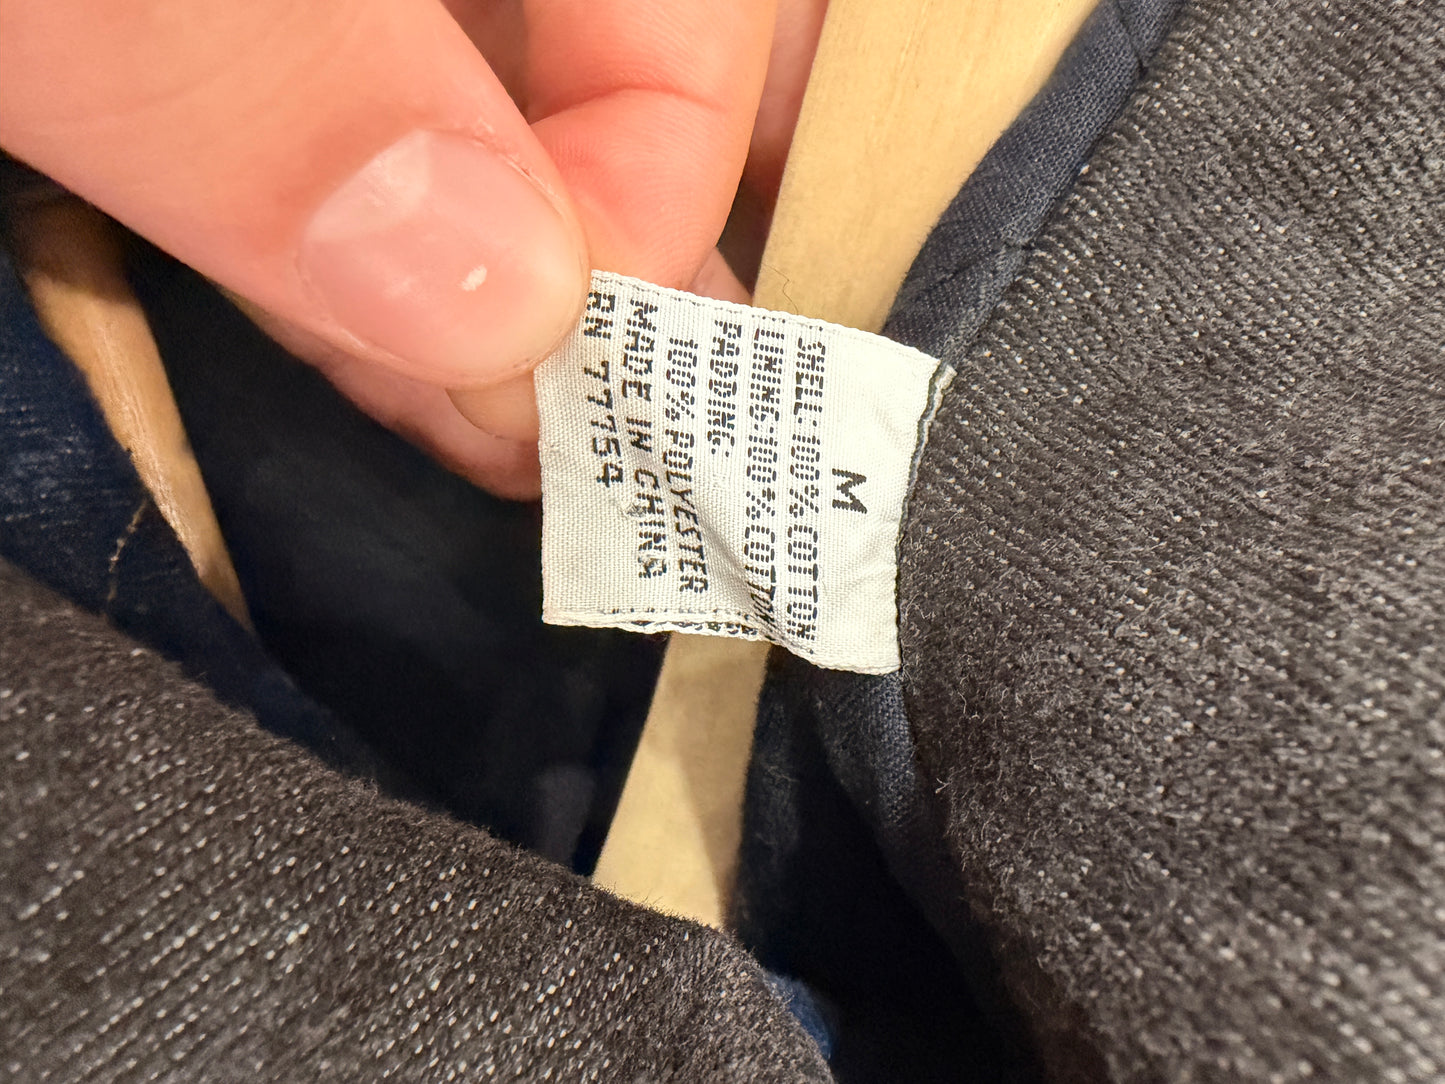 M
SHELL:100% COTTON
LINING:100% COTTON
PADDING:
100% POLYESTER
MADE IN CHINA
RN 77754